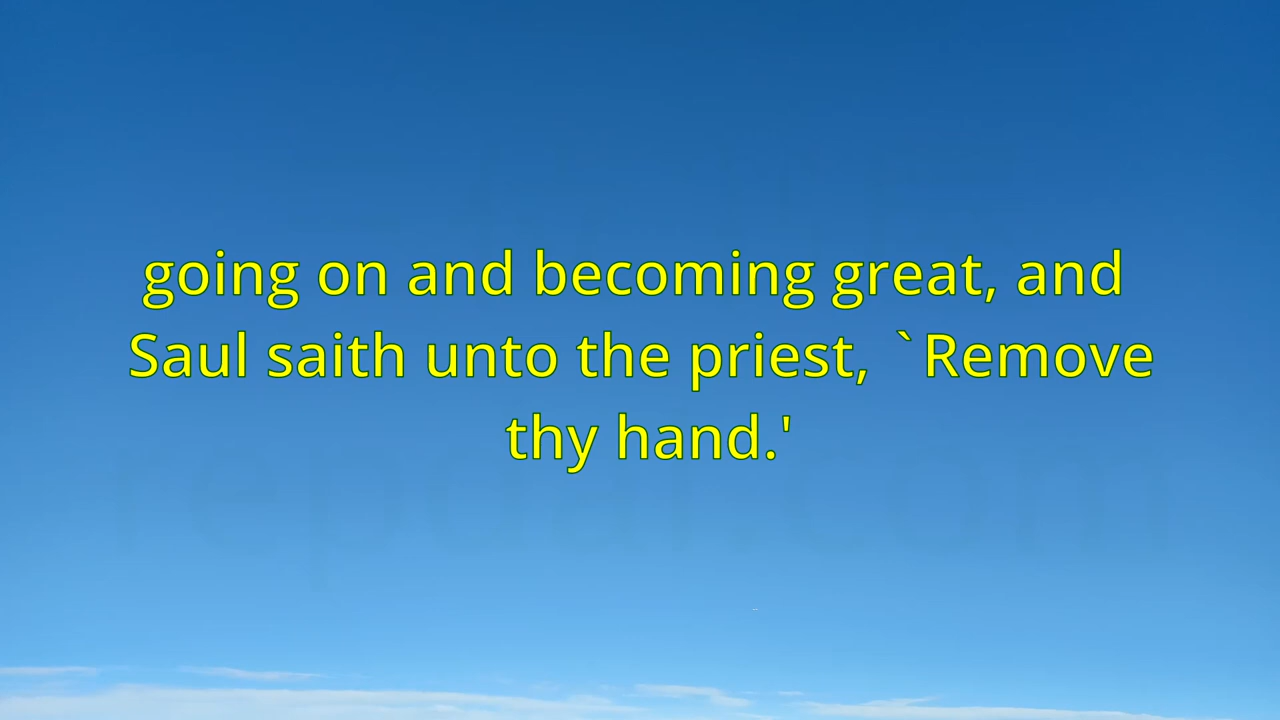 going on and becoming great, and
Saul saith unto the priest, `Remove
thy hand.'